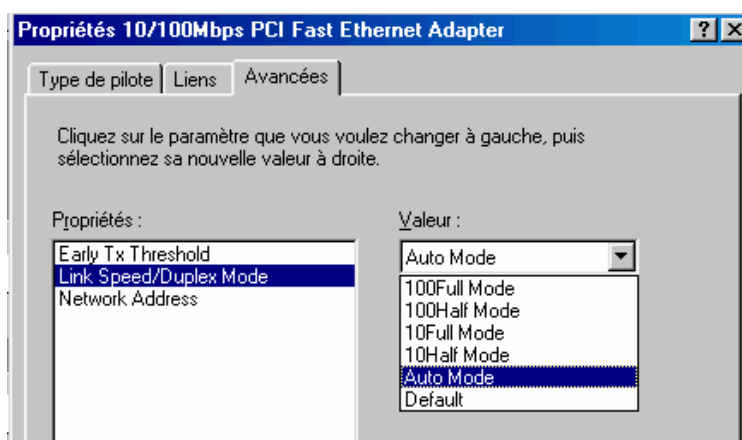 Propriétés 10/100Mbps PCI Fast Ethernet Adapter
Type de pilote Liens Avancées
Cliquez sur le paramètre que vous voulez changer à gauche, puis
sélectionnez sa nouvelle valeur à droite.
Propriétés :
Early Tx Threshold
Link Speed/Duplex Mode
Network Address
Valeur :
Auto Mode
100Full Mode
100Half Mode
10Full Mode
10Half Mode
Auto Mode
Default